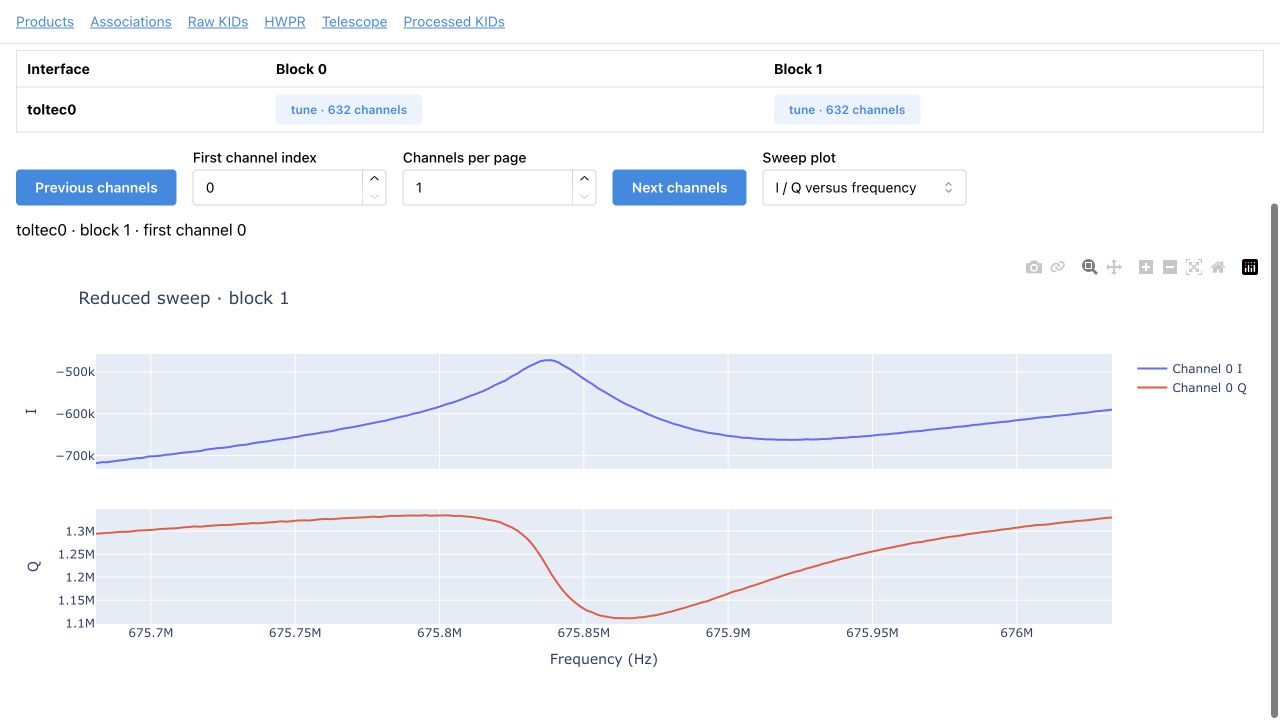 Products Associations Raw KIDs HWPR Telescope Processed KIDs
Interface Block 0 Block 1
toltec0 tune · 632 channels tune · 632 channels
First channel index Channels per page Sweep plot
Previous channels 0 1 Next channels I / Q versus frequency
toltec0 · block 1 · first channel 0
Reduced sweep · block 1
−500k
−600k
−700k
I
Channel 0 I
Channel 0 Q
1.3M
1.25M
1.2M
1.15M
1.1M
Q
675.7M 675.75M 675.8M 675.85M 675.9M 675.95M 676M
Frequency (Hz)